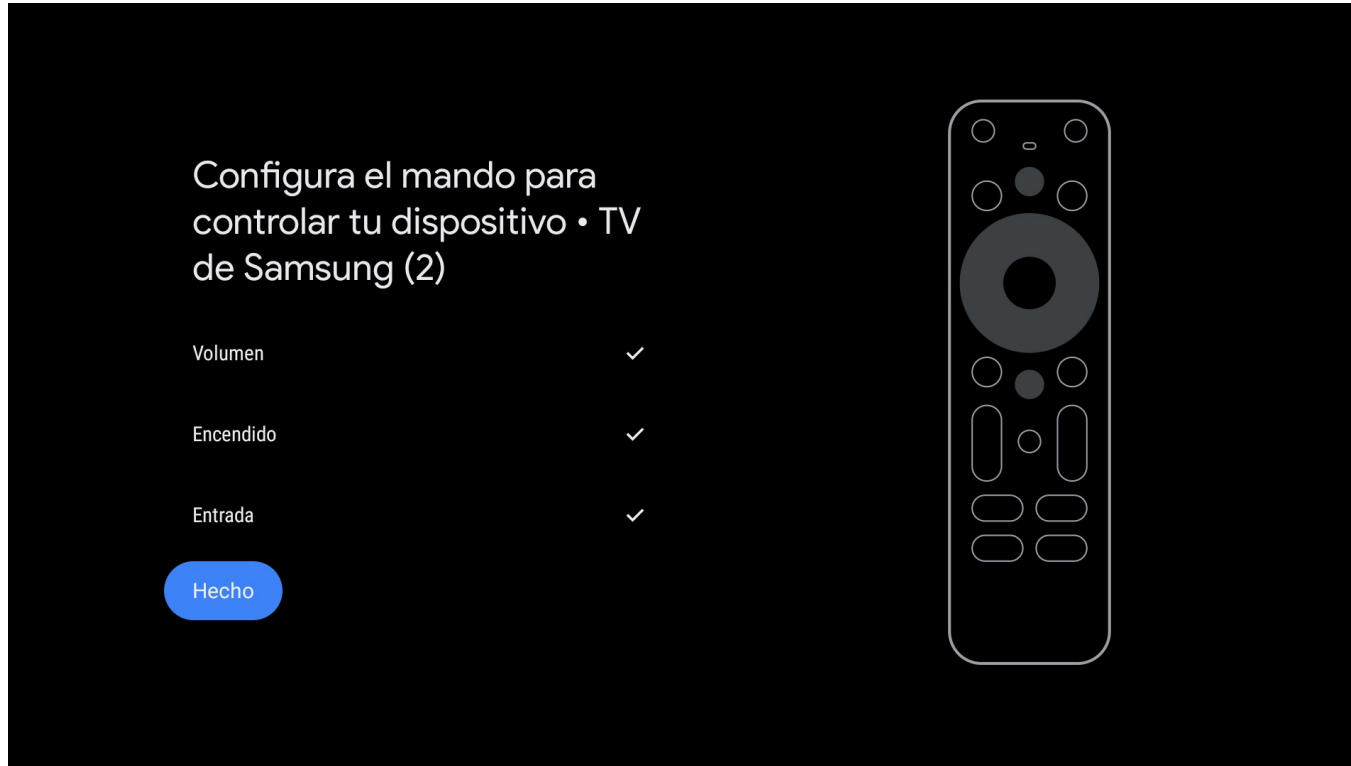 Configura el mando para
controlar tu dispositivo • TV
de Samsung (2)
Volumen
Encendido
Entrada
Hecho